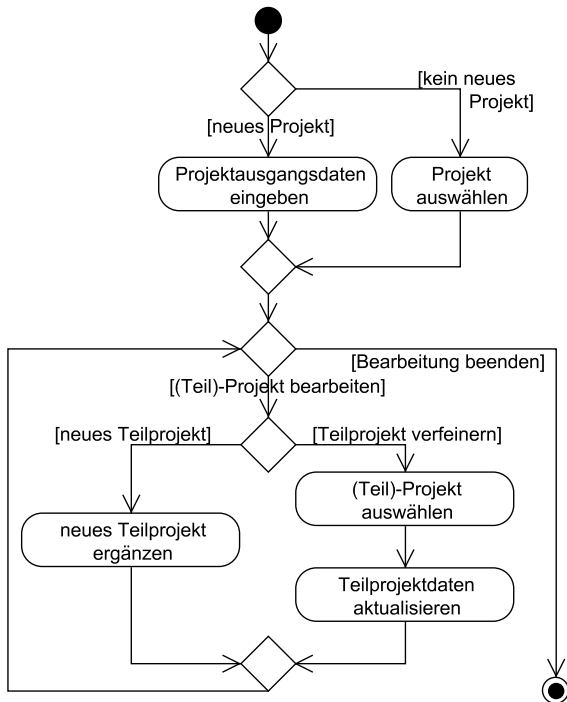 [kein neues
Projekt]
[neues Projekt]
Projektausgangsdaten
eingeben
Projekt
auswählen
[Bearbeitung beenden]
[(Teil)-Projekt bearbeiten]
[neues Teilprojekt]
[Teilprojekt verfeinern]
(Teil)-Projekt
auswählen
neues Teilprojekt
ergänzen
Teilprojektdaten
aktualisieren